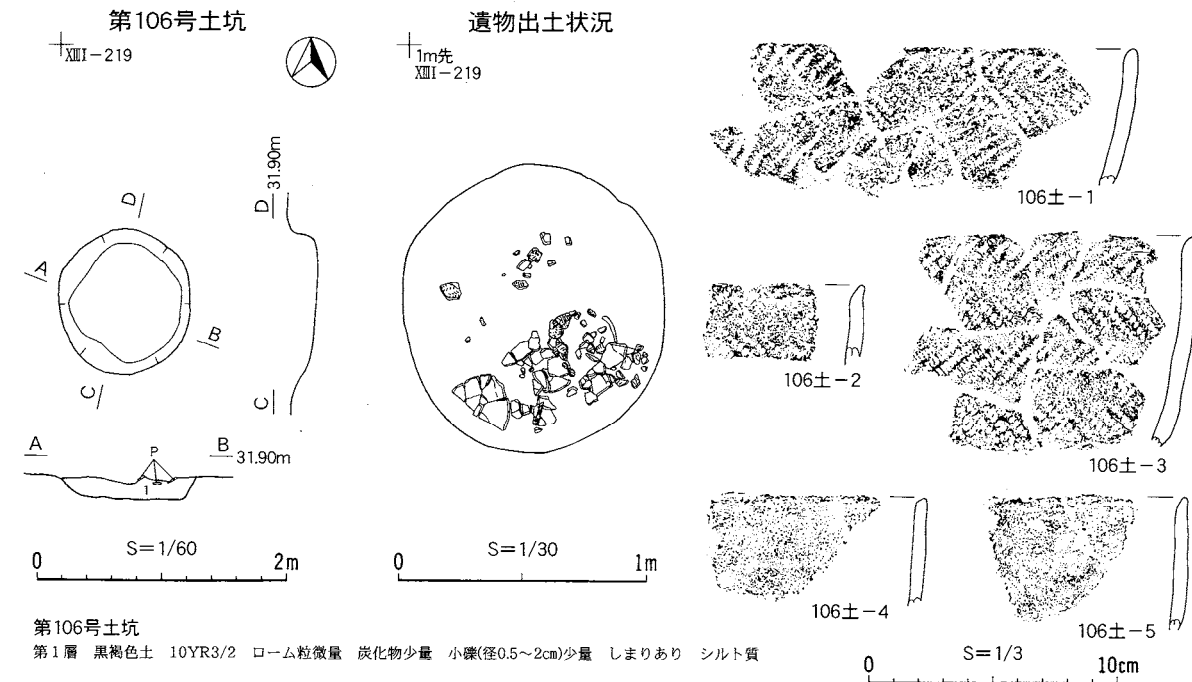 第106号土坑
ⅩⅢI-219
D
A
B
C
D 31.90m
C
A
P
B 31.90m
1
0 S=1/60 2m
遺物出土状況
1m先
ⅩⅢI-219
0 S=1/30 1m
106土-1
106土-2
106土-3
106土-4
106土-5
0 S=1/3 10cm
第106号土坑
第1層 黒褐色土 10YR3/2 ローム粒微量 炭化物少量 小礫(径0.5～2cm)少量 しまりあり シルト質